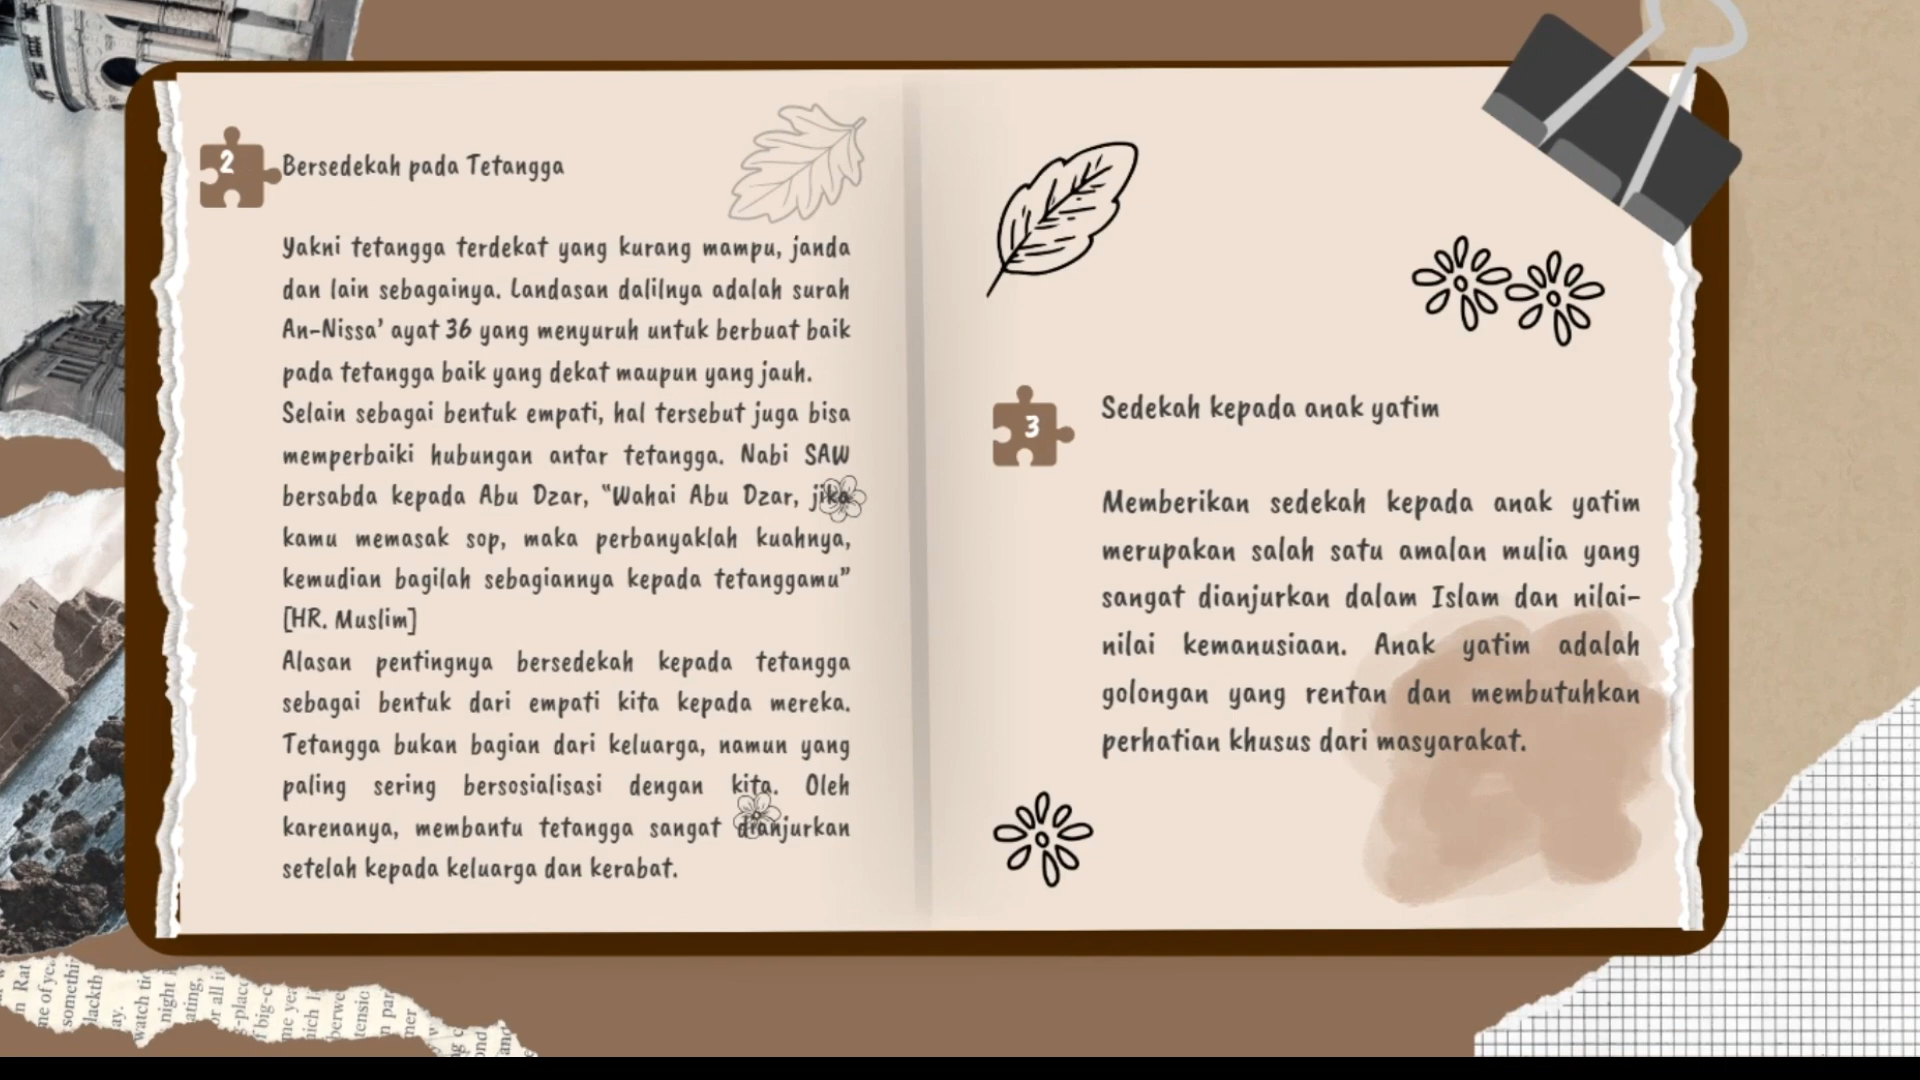 2
Bersedekah pada Tetangga
Yakni tetangga terdekat yang kurang mampu, janda
dan lain sebagainya. Landasan dalilnya adalah surah
An-Nissa' ayat 36 yang menyuruh untuk berbuat baik
pada tetangga baik yang dekat maupun yang jauh.
Selain sebagai bentuk empati, hal tersebut juga bisa
memperbaiki hubungan antar tetangga. Nabi SAW
bersabda kepada Abu Dzar, "Wahai Abu Dzar, jika
kamu memasak sop, maka perbanyaklah kuahnya,
kemudian bagilah sebagiannya kepada tetanggamu"
[HR. Muslim]
Alasan pentingnya bersedekah kepada tetangga
sebagai bentuk dari empati kita kepada mereka.
Tetangga bukan bagian dari keluarga, namun yang
paling sering bersosialisasi dengan kita. Oleh
karenanya, membantu tetangga sangat dianjurkan
setelah kepada keluarga dan kerabat.
3
Sedekah kepada anak yatim
Memberikan sedekah kepada anak yatim
merupakan salah satu amalan mulia yang
sangat dianjurkan dalam Islam dan nilai-
nilai kemanusiaan. Anak yatim adalah
golongan yang rentan dan membutuhkan
perhatian khusus dari masyarakat.